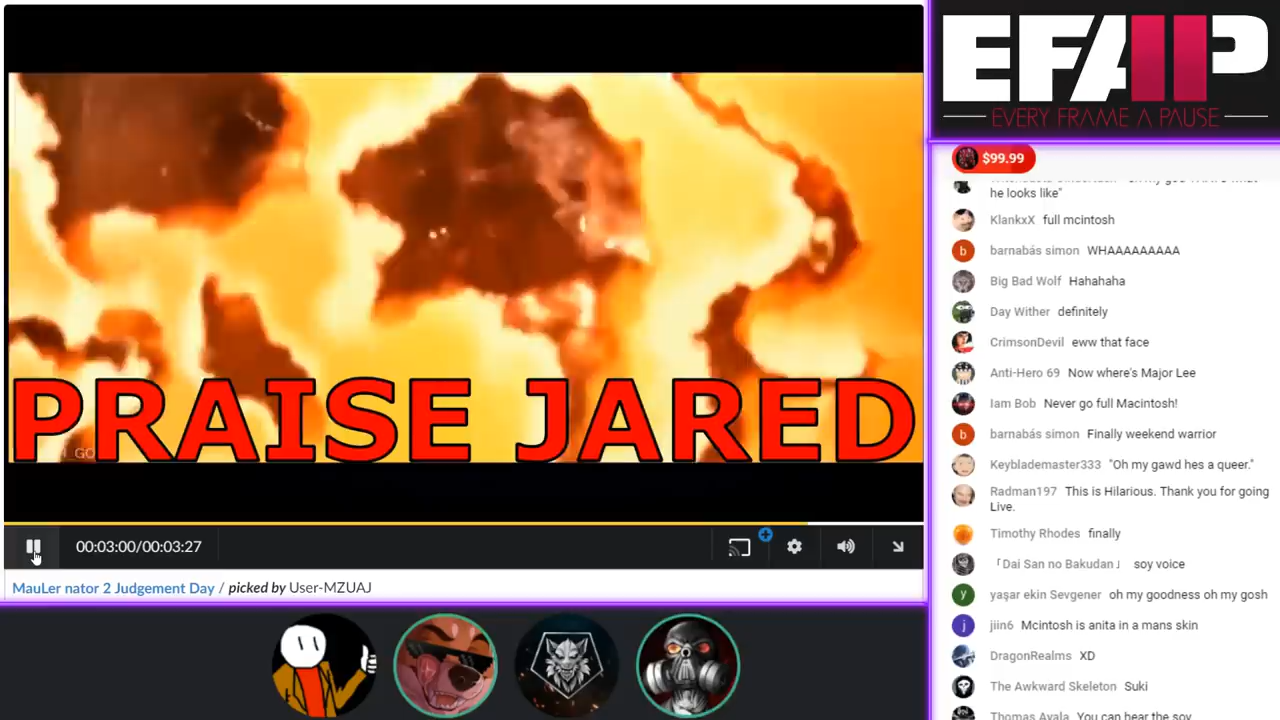 EFAP
EVERY FRAME A PAUSE
$99.99
he looks like"
KlankxX full mcintosh
barnabás simon WHAAAAAAAAA
Big Bad Wolf Hahahaha
Day Wither definitely
CrimsonDevil eww that face
Anti-Hero 69 Now where's Major Lee
Iam Bob Never go full Macintosh!
barnabás simon Finally weekend warrior
Keyblademaster333 "Oh my gawd hes a queer."
Radman197 This is Hilarious. Thank you for going
Live.
Timothy Rhodes finally
「Dai San no Bakudan」 soy voice
yaşar ekin Sevgener oh my goodness oh my gosh
jiin6 Mcintosh is anita in a mans skin
DragonRealms XD
The Awkward Skeleton Suki
Thomas Ayala You can hear the soy
PRAISE JARED
GO
00:03:00/00:03:27
MauLer nator 2 Judgement Day / picked by User-MZUAJ